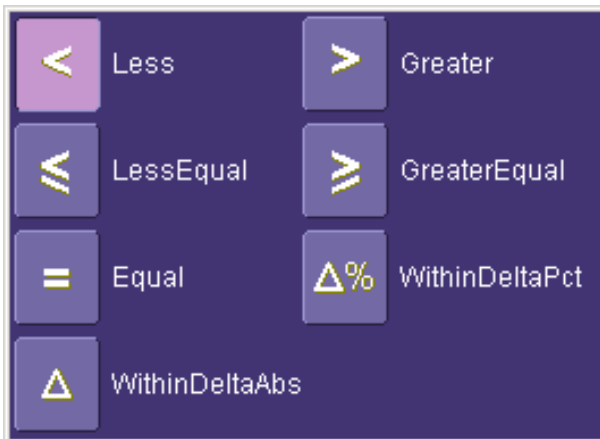 < Less > Greater
≤ LessEqual ≥ GreaterEqual
= Equal Δ% WithinDeltaPct
Δ WithinDeltaAbs